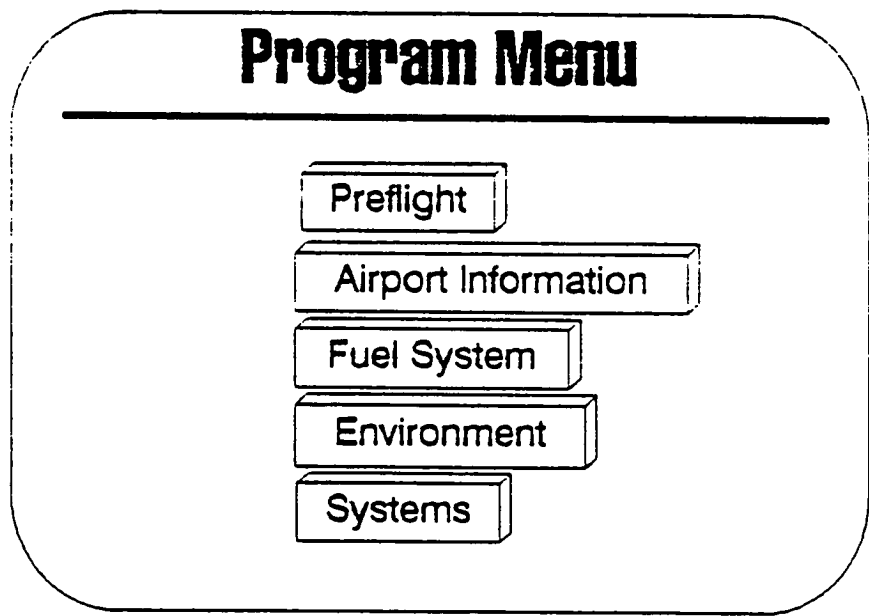 Program Menu
Preflight
Airport Information
Fuel System
Environment
Systems